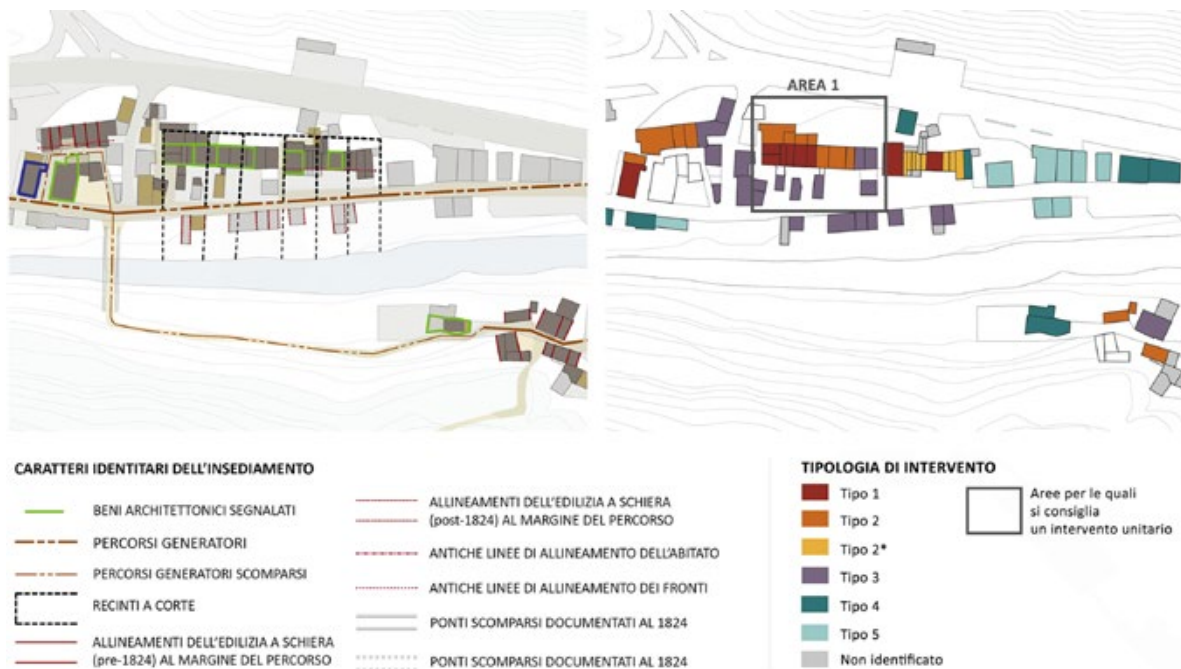 AREA 1
CARATTERI IDENTITARI DELL'INSEDIAMENTO
BENI ARCHITETTONICI SEGNALATI
PERCORSI GENERATORI
PERCORSI GENERATORI SCOMPARSI
RECINTI A CORTE
ALLINEAMENTI DELL'EDILIZIA A SCHIERA
(pre-1824) AL MARGINE DEL PERCORSO
ALLINEAMENTI DELL'EDILIZIA A SCHIERA
(post-1824) AL MARGINE DEL PERCORSO
ANTICHE LINEE DI ALLINEAMENTO DELL'ABITATO
ANTICHE LINEE DI ALLINEAMENTO DEI FRONTI
PONTI SCOMPARSI DOCUMENTATI AL 1824
PONTI SCOMPARSI DOCUMENTATI AL 1824
TIPOLOGIA DI INTERVENTO
Tipo 1
Tipo 2
Tipo 2*
Tipo 3
Tipo 4
Tipo 5
Non identificato
Aree per le quali
si consiglia
un intervento unitario